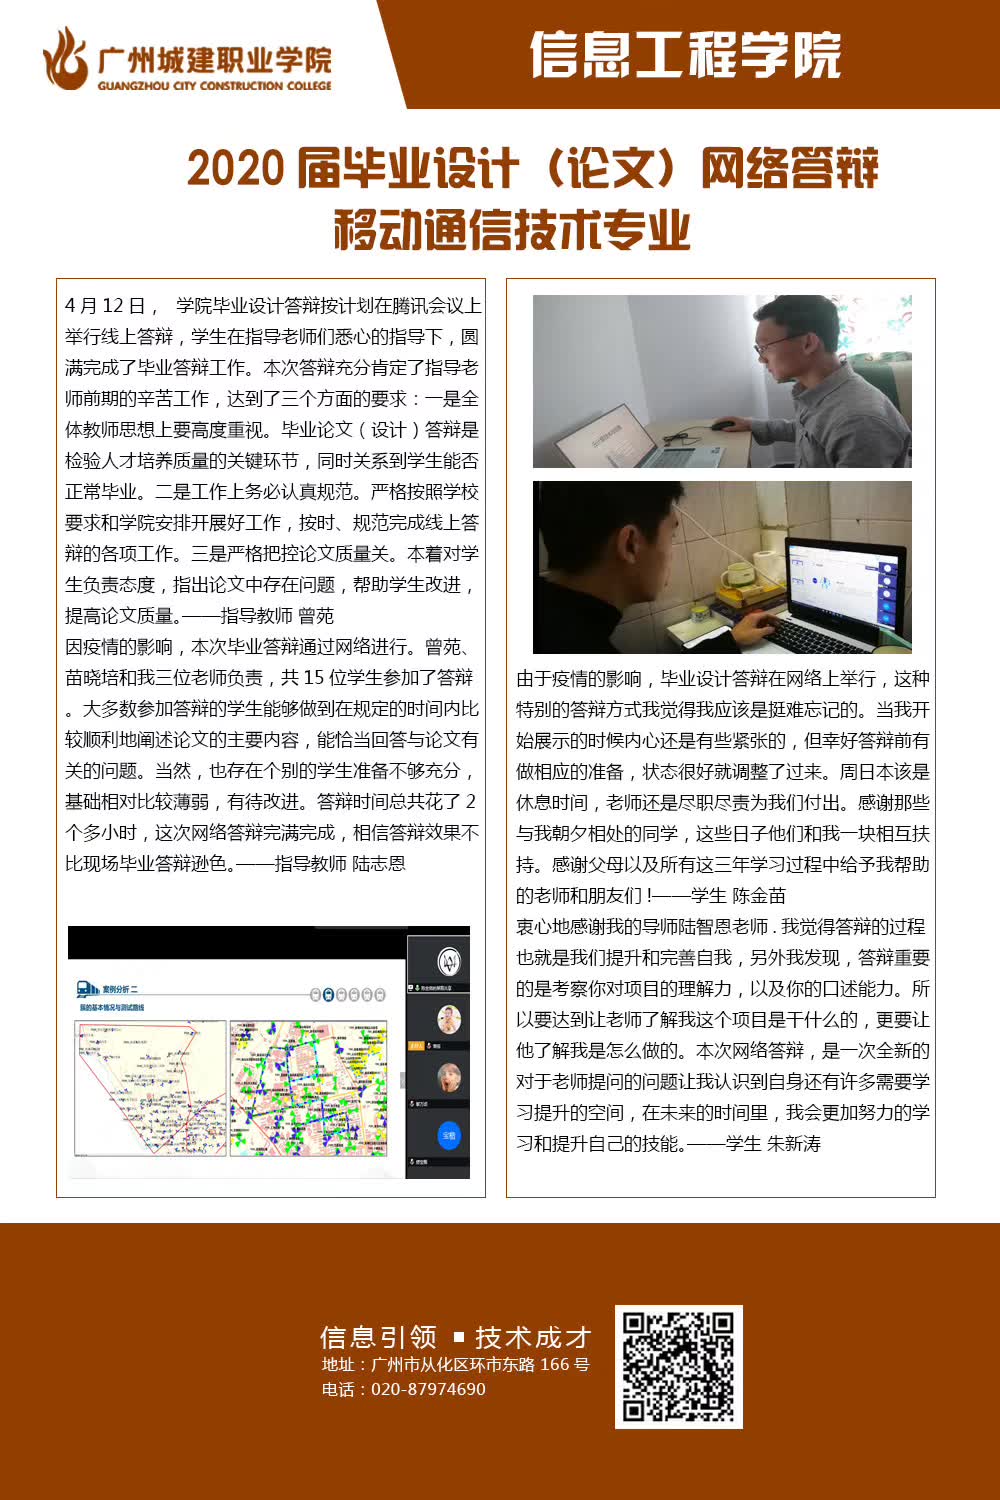 广州城建职业学院
GUANGZHOU CITY CONSTRUCTION COLLEGE
信息工程学院
2020 届毕业设计（论文）网络答辩
移动通信技术专业
4 月 12 日， 学院毕业设计答辩按计划在腾讯会议上
举行线上答辩，学生在指导老师们悉心的指导下，圆
满完成了毕业答辩工作。本次答辩充分肯定了指导老
师前期的辛苦工作，达到了三个方面的要求：一是全
体教师思想上要高度重视。毕业论文（设计）答辩是
检验人才培养质量的关键环节，同时关系到学生能否
正常毕业。二是工作上务必认真规范。严格按照学校
要求和学院安排开展好工作，按时、规范完成线上答
辩的各项工作。三是严格把控论文质量关。本着对学
生负责态度，指出论文中存在问题，帮助学生改进，
提高论文质量。——指导教师 曾苑
因疫情的影响，本次毕业答辩通过网络进行。曾苑、
苗晓培和我三位老师负责，共 15 位学生参加了答辩
。大多数参加答辩的学生能够做到在规定的时间内比
较顺利地阐述论文的主要内容，能恰当回答与论文有
关的问题。当然，也存在个别的学生准备不够充分，
基础相对比较薄弱，有待改进。答辩时间总共花了 2
个多小时，这次网络答辩完满完成，相信答辩效果不
比现场毕业答辩逊色。——指导教师 陆志恩
案例分析 二
簇的基本情况与测试路线
宝楷
由于疫情的影响，毕业设计答辩在网络上举行，这种
特别的答辩方式我觉得我应该是挺难忘记的。当我开
始展示的时候内心还是有些紧张的，但幸好答辩前有
做相应的准备，状态很好就调整了过来。周日本该是
休息时间，老师还是尽职尽责为我们付出。感谢那些
与我朝夕相处的同学，这些日子他们和我一块相互扶
持。感谢父母以及所有这三年学习过程中给予我帮助
的老师和朋友们 !——学生 陈金苗
衷心地感谢我的导师陆智恩老师 . 我觉得答辩的过程
也就是我们提升和完善自我，另外我发现，答辩重要
的是考察你对项目的理解力，以及你的口述能力。所
以要达到让老师了解我这个项目是干什么的，更要让
他了解我是怎么做的。本次网络答辩，是一次全新的
对于老师提问的问题让我认识到自身还有许多需要学
习提升的空间，在未来的时间里，我会更加努力的学
习和提升自己的技能。——学生 朱新涛
信息引领 ▪ 技术成才
地址：广州市从化区环市东路 166 号
电话：020-87974690